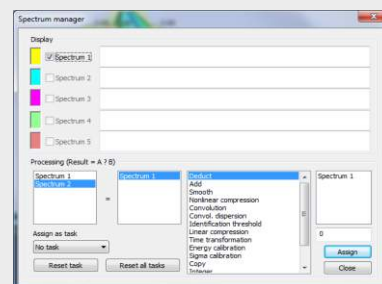 Spectrum manager
Display
Spectrum 1
Spectrum 2
Spectrum 3
Spectrum 4
Spectrum 5
Processing (Result = A ? B)
Spectrum 1
Spectrum 2
=
Spectrum 1
Deduct
Add
Smooth
Nonlinear compression
Convolution
Convol. dispersion
Identification threshold
Linear compression
Time transformation
Energy calibration
Sigma calibration
Copy
Integer
Spectrum 1
Assign as task
No task
0
Assign
Reset task
Reset all tasks
Close